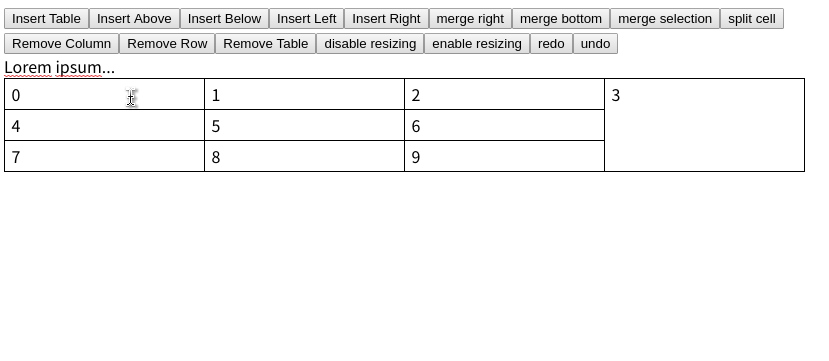 Insert Table Insert Above Insert Below Insert Left Insert Right merge right merge bottom merge selection split cell
Remove Column Remove Row Remove Table disable resizing enable resizing redo undo
Lorem ipsum...
0 1 2 3
4 5 6
7 8 9